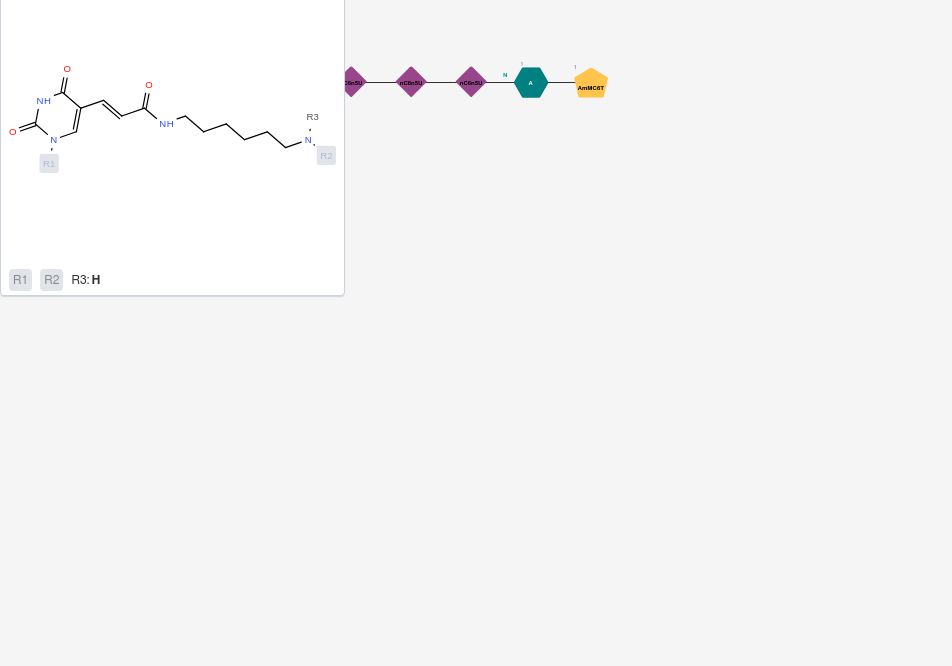 O
O
NH
NH
O
N
R1
R3
N
R2
C6n5U
nC6n5U
nC6n5U
N
1
A
1
AmMC6T
R1 R2 R3: H